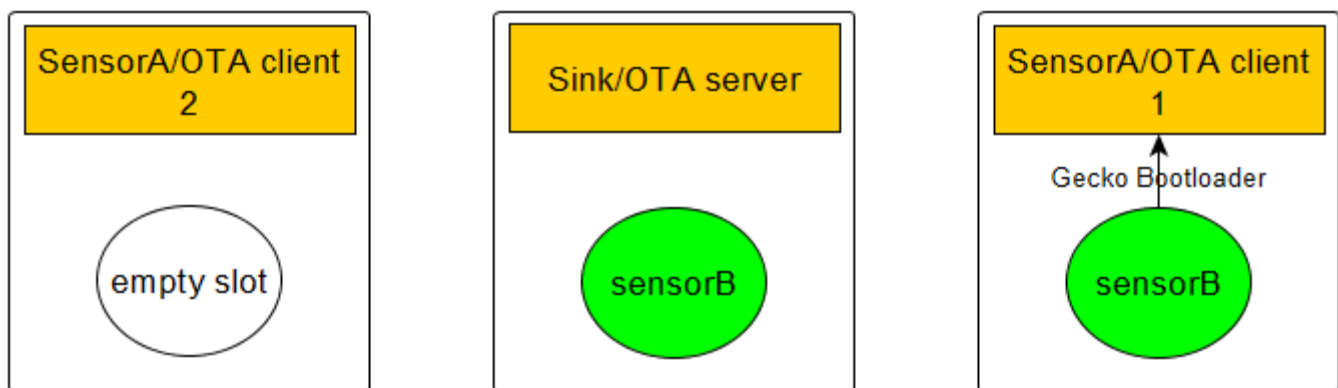 SensorA/OTA client
2
empty slot
Sink/OTA server
sensorB
SensorA/OTA client
1
Gecko Bootloader
sensorB